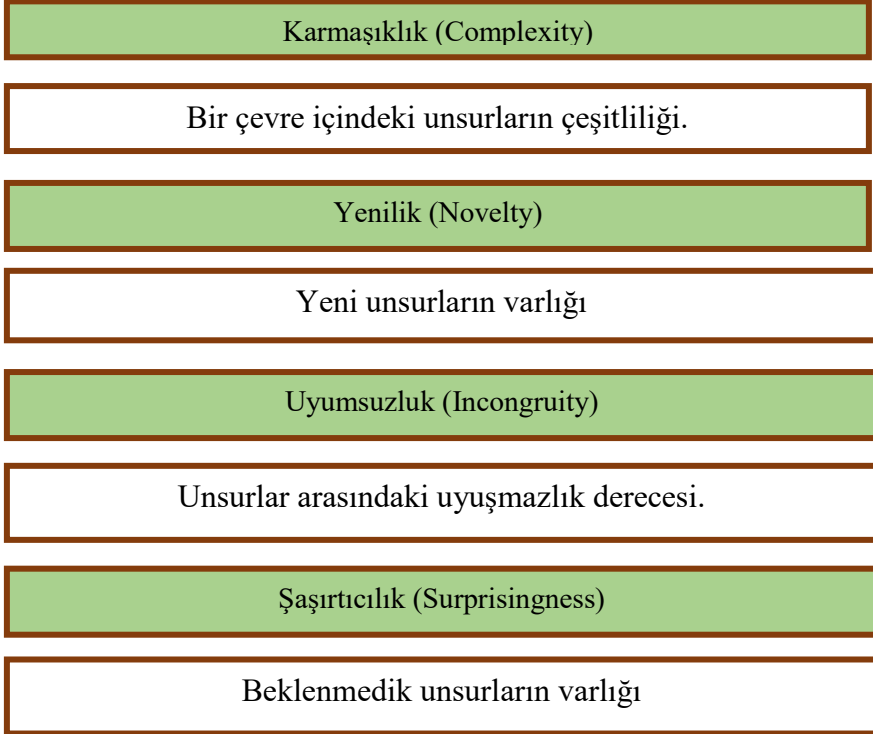 Karmaşıklık (Complexity)
Bir çevre içindeki unsurların çeşitliliği.
Yenilik (Novelty)
Yeni unsurların varlığı
Uyumsuzluk (Incongruity)
Unsurlar arasındaki uyuşmazlık derecesi.
Şaşırtıcılık (Surprisingness)
Beklenmedik unsurların varlığı